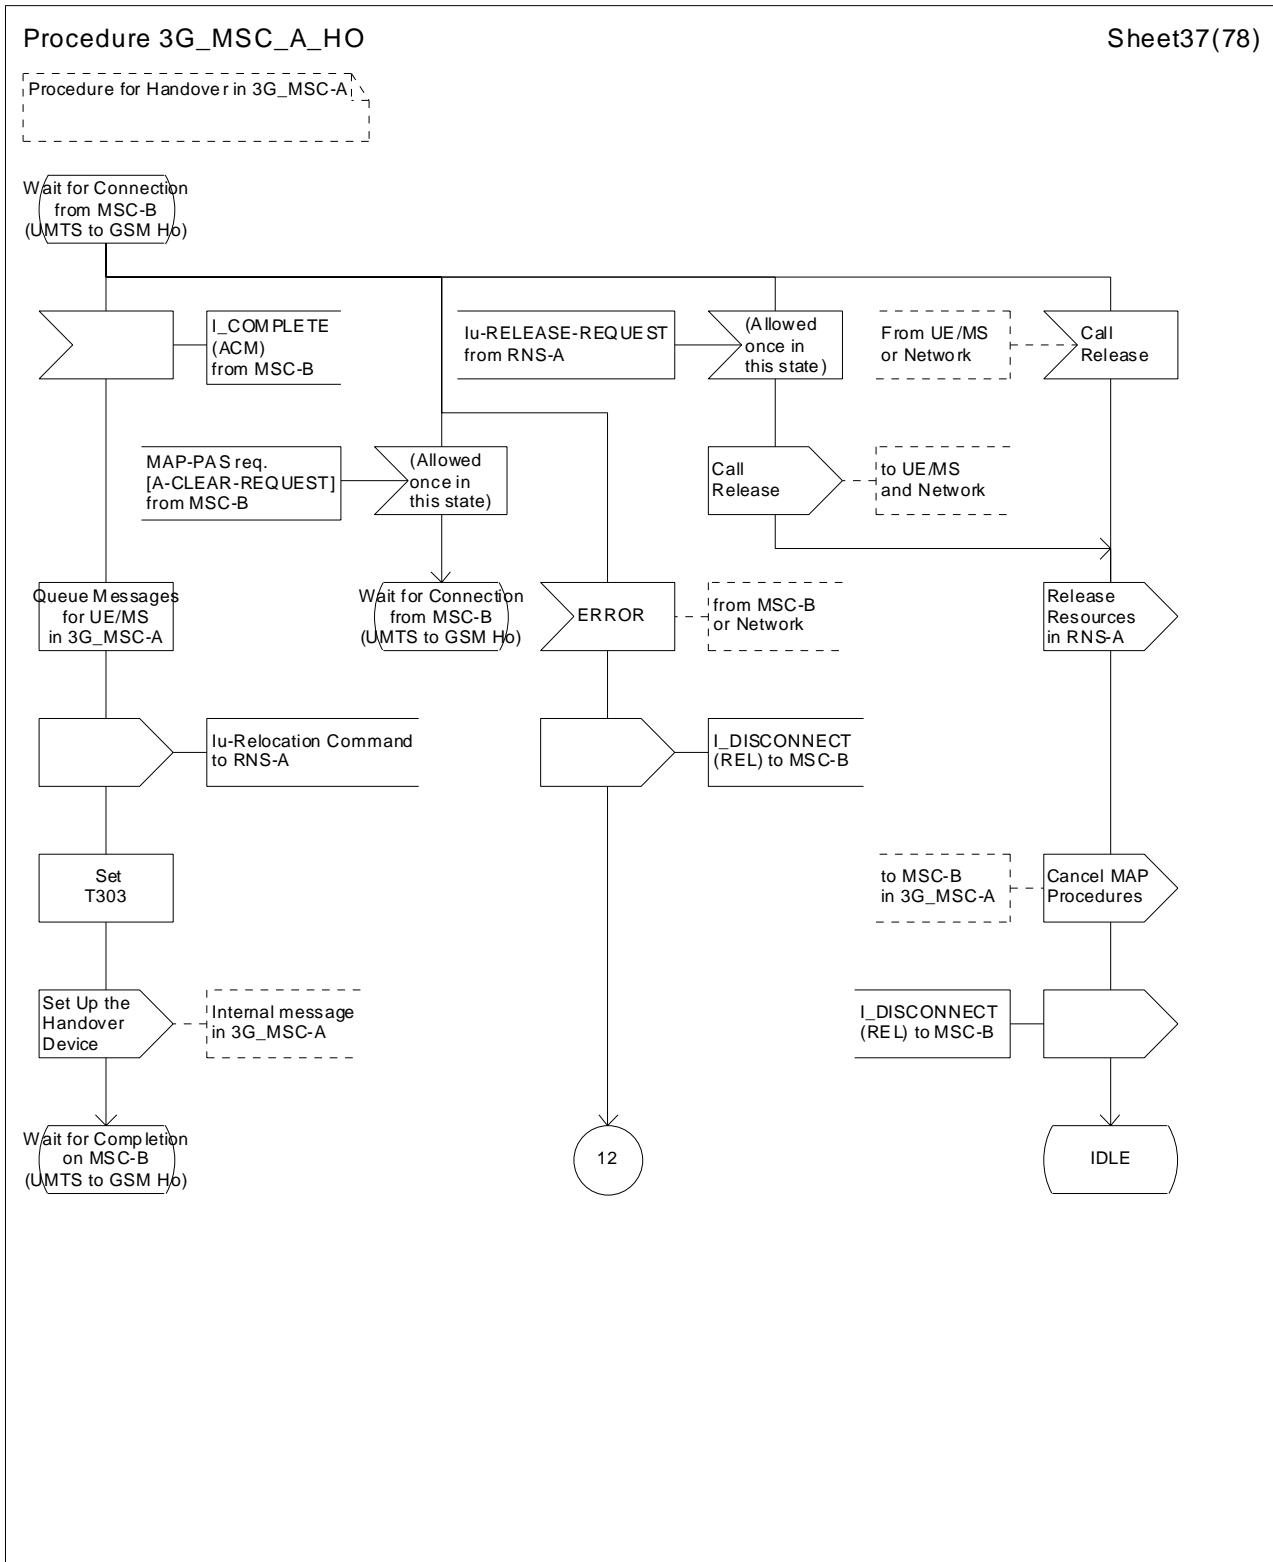 Procedure 3G_MSC_A_HO
Sheet37(78)
Procedure for Handover in 3G_MSC-A
Wait for Connection
from MSC-B
(UMTS to GSM Ho)
I_COMPLETE
(ACM)
from MSC-B
Iu-RELEASE-REQUEST
from RNS-A
(Allowed
once in
this state)
From UE/MS
or Network
Call
Release
MAP-PAS req.
[A-CLEAR-REQUEST]
from MSC-B
(Allowed
once in
this state)
Call
Release
to UE/MS
and Network
Queue Messages
for UE/MS
in 3G_MSC-A
Wait for Connection
from MSC-B
(UMTS to GSM Ho)
ERROR
from MSC-B
or Network
Release
Resources
in RNS-A
Iu-Relocation Command
to RNS-A
I_DISCONNECT
(REL) to MSC-B
Set
T303
to MSC-B
in 3G_MSC-A
Cancel MAP
Procedures
Set Up the
Handover
Device
Internal message
in 3G_MSC-A
I_DISCONNECT
(REL) to MSC-B
Wait for Completion
on MSC-B
(UMTS to GSM Ho)
12
IDLE